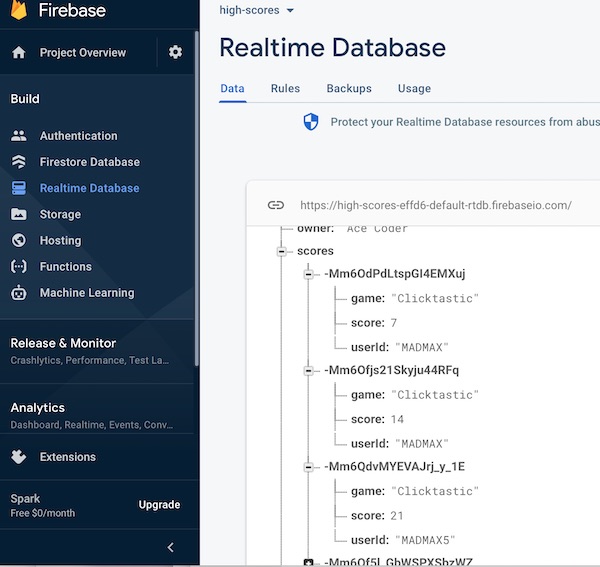 Firebase
Project Overview
Build
Authentication
Firestore Database
Realtime Database
Storage
Hosting
Functions
Machine Learning
Release & Monitor
Crashlytics, Performance, Test La...
Analytics
Dashboard, Realtime, Events, Conv...
Extensions
Spark
Free $0/month
Upgrade
high-scores
Realtime Database
Data Rules Backups Usage
Protect your Realtime Database resources from abus
https://high-scores-effd6-default-rtdb.firebaseio.com/
owner: "Ace Coder"
scores
-Mm6OdPdLtspGI4EMXuj
game: "Clicktastic"
score: 7
userId: "MADMAX"
-Mm6Ofjs21Skyju44RFq
game: "Clicktastic"
score: 14
userId: "MADMAX"
-Mm6QdvMYEVAJrj_y_1E
game: "Clicktastic"
score: 21
userId: "MADMAX5"